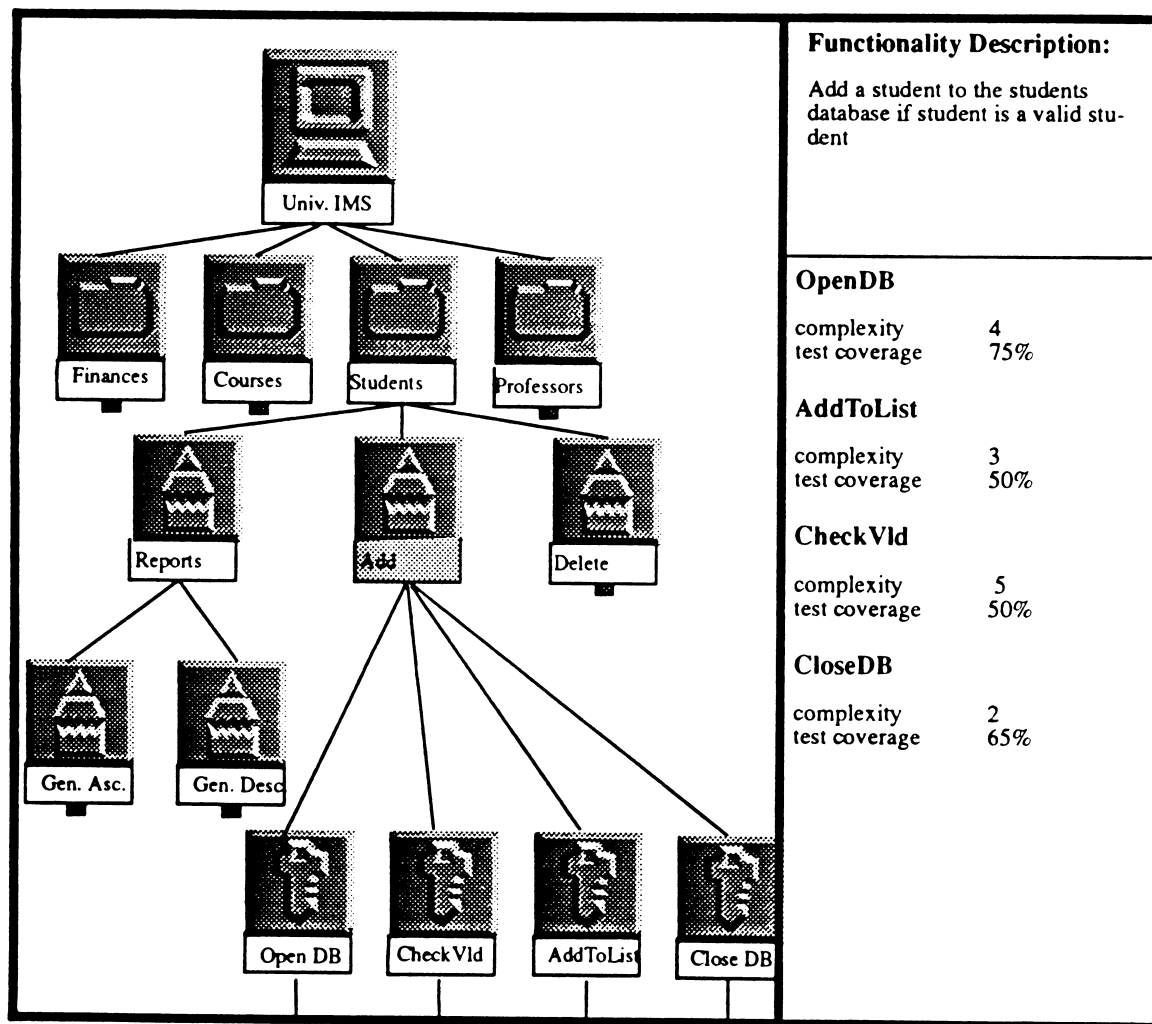 Univ. IMS
Finances
Courses
Students
Professors
Reports
Add
Delete
Gen. Asc.
Gen. Desc.
Open DB
CheckVld
AddToList
Close DB
Functionality Description:
Add a student to the students
database if student is a valid stu-
dent
OpenDB
complexity 4
test coverage 75%
AddToList
complexity 3
test coverage 50%
CheckVld
complexity 5
test coverage 50%
CloseDB
complexity 2
test coverage 65%